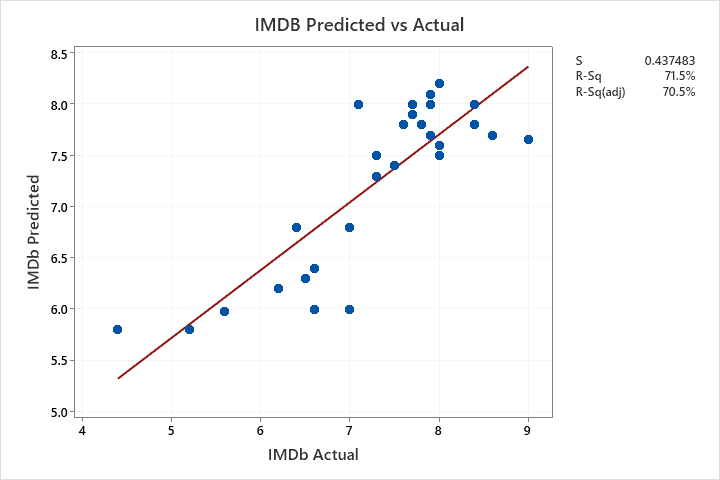 IMDB Predicted vs Actual
S 0.437483
R-Sq 71.5%
R-Sq(adj) 70.5%
IMDb Predicted
8.5
8.0
7.5
7.0
6.5
6.0
5.5
5.0
4 5 6 7 8 9
IMDb Actual